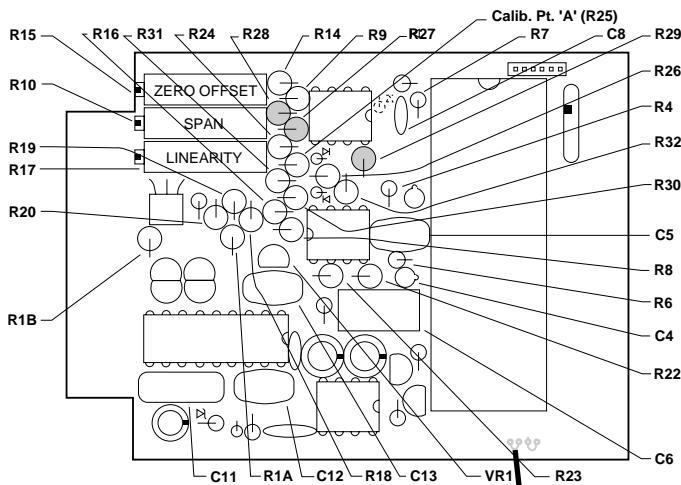 Calib. Pt. 'A' (R25)
R16 R31 R28 R14 R9 R27 R7 C8
R15
R29
R10
R26
ZERO OFFSET
R4
SPAN
R32
LINEARITY
R24
R19
R17
R30
R20
C5
R8
R6
R1B
C4
R22
C6
C11 R1A C12 R18 C13 VR1 R23
A